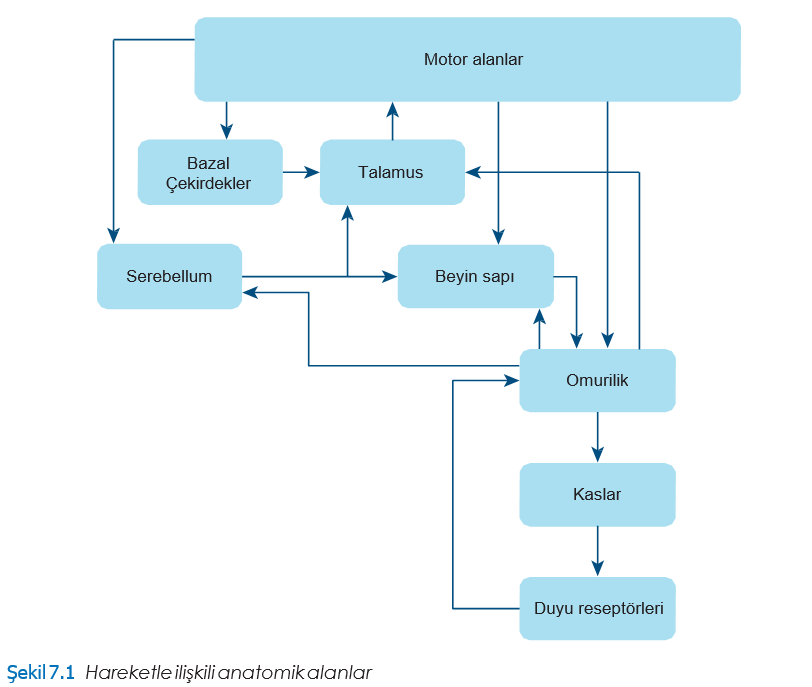 Motor alanlar
Bazal
Çekirdekler
Talamus
Serebellum
Beyin sapı
Omurilik
Kaslar
Duyu reseptörleri
Şekil 7.1 Hareketle ilişkili anatomik alanlar